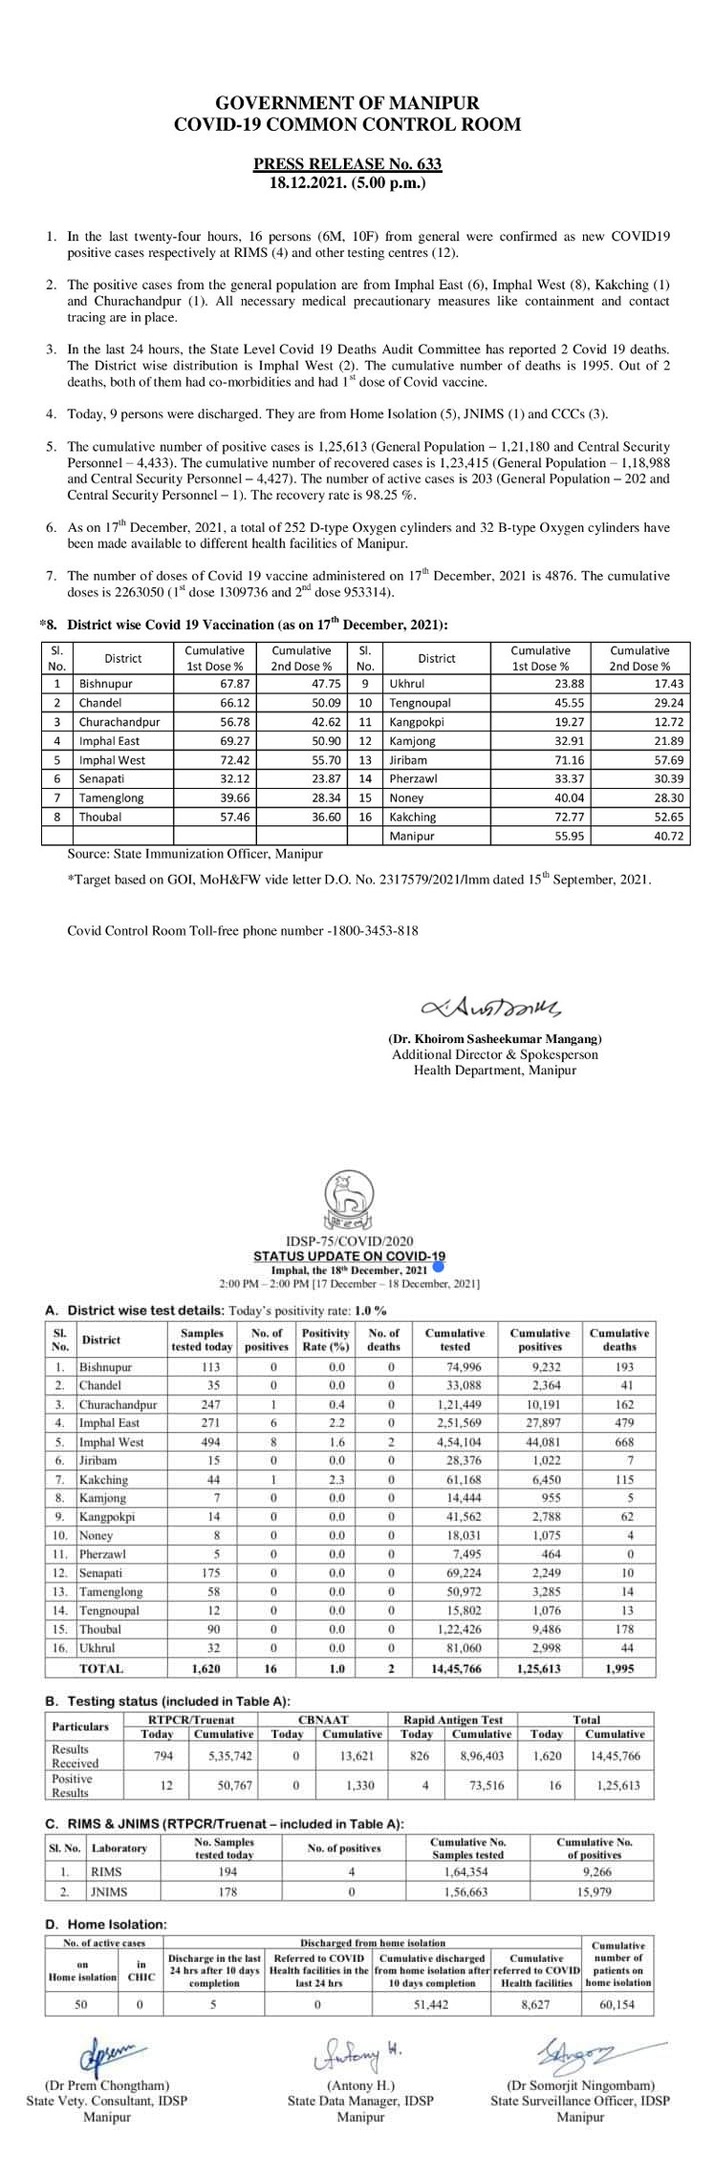 GOVERNMENT OF MANIPUR
COVID-19 COMMON CONTROL ROOM
PRESS RELEASE No. 633
18.12.2021. (5.00 p.m.)
1. In the last twenty-four hours, 16 persons (6M, 10F) from general were confirmed as new COVID19
positive cases respectively at RIMS (4) and other testing centres (12).
2. The positive cases from the general population are from Imphal East (6), Imphal West (8), Kakching (1)
and Churachandpur (1). All necessary medical precautionary measures like containment and contact
tracing are in place.
3. In the last 24 hours, the State Level Covid 19 Deaths Audit Committee has reported 2 Covid 19 deaths.
The District wise distribution is Imphal West (2). The cumulative number of deaths is 1995. Out of 2
deaths, both of them had co-morbidities and had 1st dose of Covid vaccine.
4. Today, 9 persons were discharged. They are from Home Isolation (5), JNIMS (1) and CCCs (3).
5. The cumulative number of positive cases is 1,25,613 (General Population – 1,21,180 and Central Security
Personnel – 4,433). The cumulative number of recovered cases is 1,23,415 (General Population – 1,18,988
and Central Security Personnel – 4,427). The number of active cases is 203 (General Population – 202 and
Central Security Personnel – 1). The recovery rate is 98.25 %.
6. As on 17th December, 2021, a total of 252 D-type Oxygen cylinders and 32 B-type Oxygen cylinders have
been made available to different health facilities of Manipur.
7. The number of doses of Covid 19 vaccine administered on 17th December, 2021 is 4876. The cumulative
doses is 2263050 (1st dose 1309736 and 2nd dose 953314).
*8. District wise Covid 19 Vaccination (as on 17th December, 2021):
Sl. No. District Cumulative 1st Dose % Cumulative 2nd Dose % Sl. No. District Cumulative 1st Dose % Cumulative 2nd Dose %
1 Bishnupur 67.87 47.75 9 Ukhrul 23.88 17.43
2 Chandel 66.12 50.09 10 Tengnoupal 45.55 29.24
3 Churachandpur 56.78 42.62 11 Kangpokpi 19.27 12.72
4 Imphal East 69.27 50.90 12 Kamjong 32.91 21.89
5 Imphal West 72.42 55.70 13 Jiribam 71.16 57.69
6 Senapati 32.12 23.87 14 Pherzawl 33.37 30.39
7 Tamenglong 39.66 28.34 15 Noney 40.04 28.30
8 Thoubal 57.46 36.60 16 Kakching 72.77 52.65
Manipur 55.95 40.72
Source: State Immunization Officer, Manipur
*Target based on GOI, MoH&FW vide letter D.O. No. 2317579/2021/Imm dated 15th September, 2021.
Covid Control Room Toll-free phone number -1800-3453-818
(Dr. Khoirom Sasheekumar Mangang)
Additional Director & Spokesperson
Health Department, Manipur
IDSP-75/COVID/2020
STATUS UPDATE ON COVID-19
Imphal, the 18th December, 2021
2:00 PM – 2:00 PM [17 December – 18 December, 2021]
A. District wise test details: Today's positivity rate: 1.0 %
Sl. No. District Samples tested today No. of positives Positivity Rate (%) No. of deaths Cumulative tested Cumulative positives Cumulative deaths
1. Bishnupur 113 0 0.0 0 74,996 9,232 193
2. Chandel 35 0 0.0 0 33,088 2,364 41
3. Churachandpur 247 1 0.4 0 1,21,449 10,191 162
4. Imphal East 271 6 2.2 0 2,51,569 27,897 479
5. Imphal West 494 8 1.6 2 4,54,104 44,081 668
6. Jiribam 15 0 0.0 0 28,376 1,022 7
7. Kakching 44 1 2.3 0 61,168 6,450 115
8. Kamjong 7 0 0.0 0 14,444 955 5
9. Kangpokpi 14 0 0.0 0 41,562 2,788 62
10. Noney 8 0 0.0 0 18,031 1,075 4
11. Pherzawl 5 0 0.0 0 7,495 464 0
12. Senapati 175 0 0.0 0 69,224 2,249 10
13. Tamenglong 58 0 0.0 0 50,972 3,285 14
14. Tengnoupal 12 0 0.0 0 15,802 1,076 13
15. Thoubal 90 0 0.0 0 1,22,426 9,486 178
16. Ukhrul 32 0 0.0 0 81,060 2,998 44
TOTAL 1,620 16 1.0 2 14,45,766 1,25,613 1,995
B. Testing status (included in Table A):
Particulars RTPCR/Truenat CBNAAT Rapid Antigen Test Total
Today Cumulative Today Cumulative Today Cumulative Today Cumulative
Results Received 794 5,35,742 0 13,621 826 8,96,403 1,620 14,45,766
Positive Results 12 50,767 0 1,330 4 73,516 16 1,25,613
C. RIMS & JNIMS (RTPCR/Truenat – included in Table A):
Sl. No. Laboratory No. Samples tested today No. of positives Cumulative No. Samples tested Cumulative No. of positives
1. RIMS 194 4 1,64,354 9,266
2. JNIMS 178 0 1,56,663 15,979
D. Home Isolation:
No. of active cases Discharged from home isolation Cumulative number of patients on home isolation
on Home isolation in CHIC Discharge in the last 24 hrs after 10 days completion Referred to COVID Health facilities in the last 24 hrs Cumulative discharged from home isolation after 10 days completion Cumulative referred to COVID Health facilities
50 0 5 0 51,442 8,627 60,154
Antony H.
(Dr Prem Chongtham) (Antony H.) (Dr Somorjit Ningombam)
State Vety. Consultant, IDSP State Data Manager, IDSP State Surveillance Officer, IDSP
Manipur Manipur Manipur